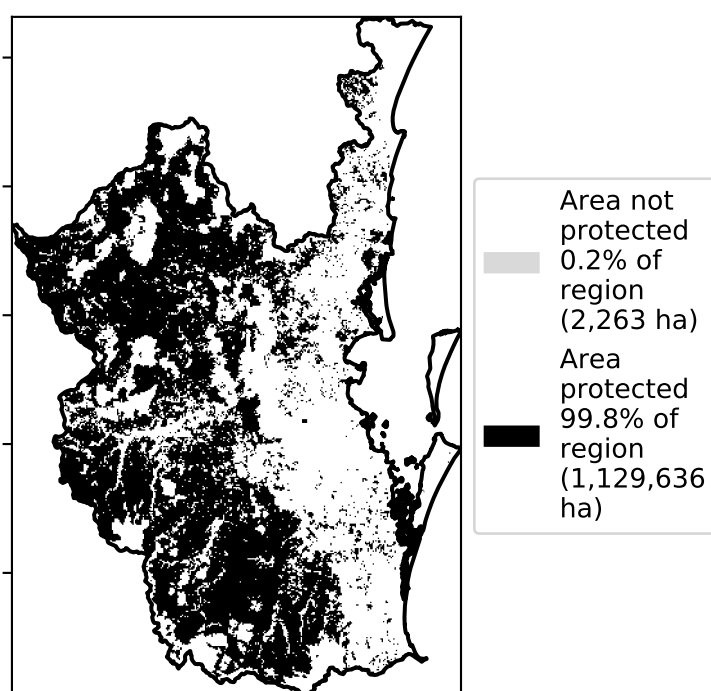 Area not
protected
0.2% of
region
(2,263 ha)
Area
protected
99.8% of
region
(1,129,636
ha)